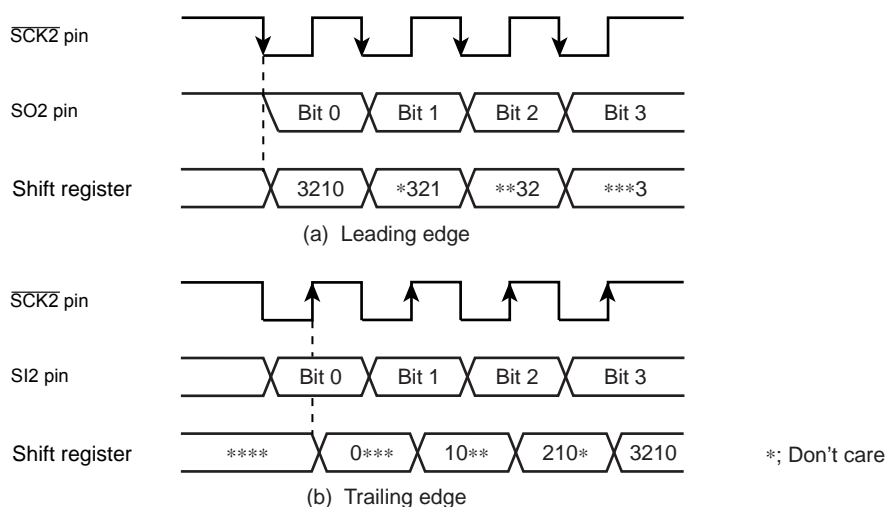 SCK2 pin
SO2 pin
Bit 0 Bit 1 Bit 2 Bit 3
Shift register
3210 *321 **32 ***3
(a) Leading edge
SCK2 pin
SI2 pin
Bit 0 Bit 1 Bit 2 Bit 3
Shift register
**** 0*** 10** 210* 3210
*; Don't care
(b) Trailing edge